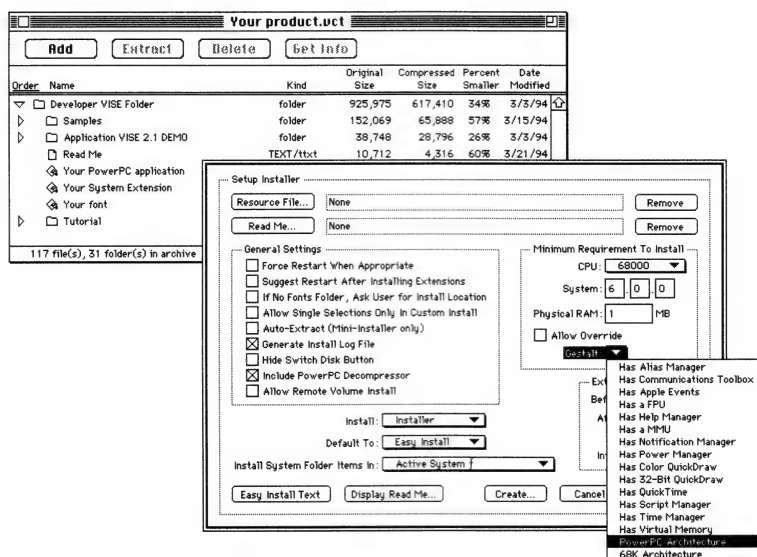 Your product.vct
Add Extract Delete Get Info
Order Name Kind Original Size Compressed Size Percent Smaller Date Modified
Developer VISE Folder folder 925,975 617,410 34% 3/3/94
Samples folder 152,069 65,888 57% 3/15/94
Application VISE 2.1 DEMO folder 38,748 28,796 26% 3/3/94
Read Me TEXT/ttxt 10,712 4,316 60% 3/21/94
Your PowerPC application
Your System Extension
Your font
Tutorial
117 file(s), 31 folder(s) in archive
Setup Installer
Resource File... None Remove
Read Me... None Remove
General Settings
Force Restart When Appropriate
Suggest Restart After Installing Extensions
If No Fonts Folder, Ask User for Install Location
Allow Single Selections Only In Custom Install
Auto-Extract (Mini-Installer only)
Generate Install Log File
Hide Switch Disk Button
Include PowerPC Decompressor
Allow Remote Volume Install
Minimum Requirement To Install
CPU: 68000
System: 6 . 0 . 0
Physical RAM: 1 MB
Allow Override
Gestalt
Ext
Bef
In
Install: Installer
Default To: Easy Install
Install System Folder Items In: Active System
Easy Install Text Display Read Me... Create... Cancel
Has Alias Manager
Has Communications Toolbox
Has Apple Events
Has a FPU
Has Help Manager
Has a MMU
Has Notification Manager
Has Power Manager
Has Color QuickDraw
Has 32-Bit QuickDraw
Has QuickTime
Has Script Manager
Has Time Manager
Has Virtual Memory
PowerPC Architecture
68K Architecture